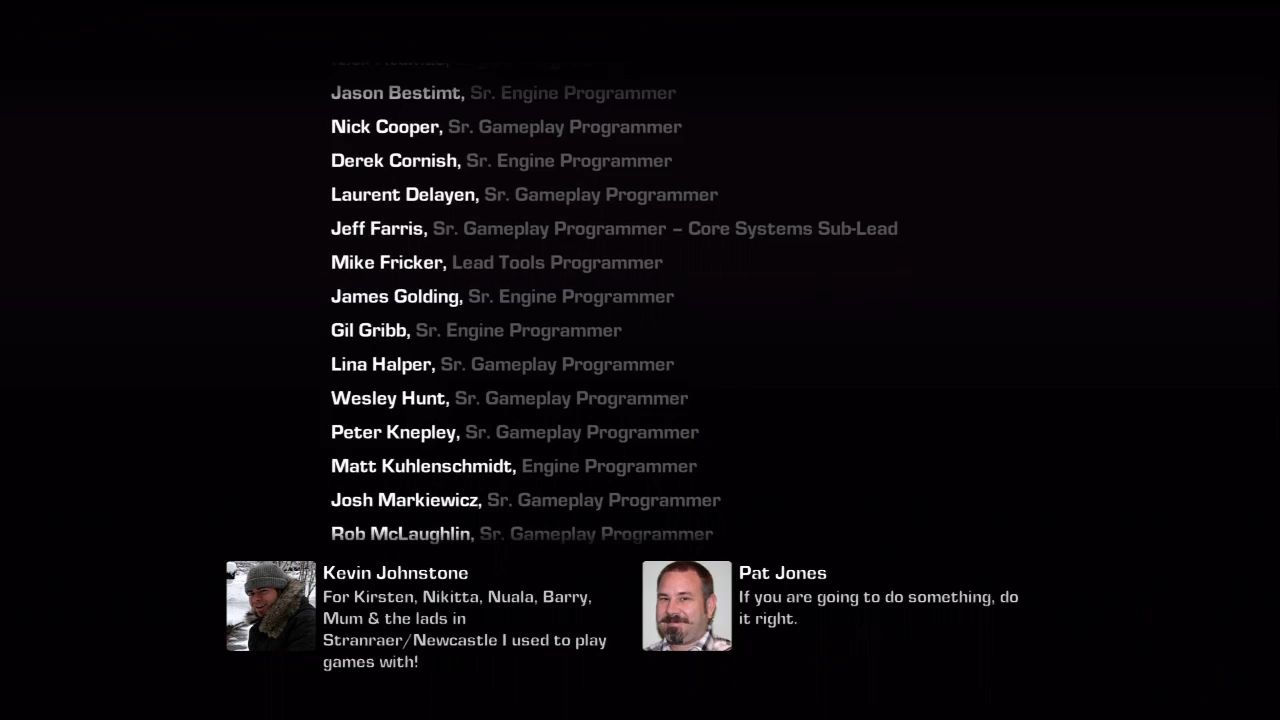 Jason Bestimt, Sr. Engine Programmer
Nick Cooper, Sr. Gameplay Programmer
Derek Cornish, Sr. Engine Programmer
Laurent Delayen, Sr. Gameplay Programmer
Jeff Farris, Sr. Gameplay Programmer – Core Systems Sub-Lead
Mike Fricker, Lead Tools Programmer
James Golding, Sr. Engine Programmer
Gil Gribb, Sr. Engine Programmer
Lina Halper, Sr. Gameplay Programmer
Wesley Hunt, Sr. Gameplay Programmer
Peter Knepley, Sr. Gameplay Programmer
Matt Kuhlenschmidt, Engine Programmer
Josh Markiewicz, Sr. Gameplay Programmer
Rob McLaughlin, Sr. Gameplay Programmer
Kevin Johnstone
For Kirsten, Nikitta, Nuala, Barry,
Mum & the lads in
Stranraer/Newcastle I used to play
games with!
Pat Jones
If you are going to do something, do
it right.